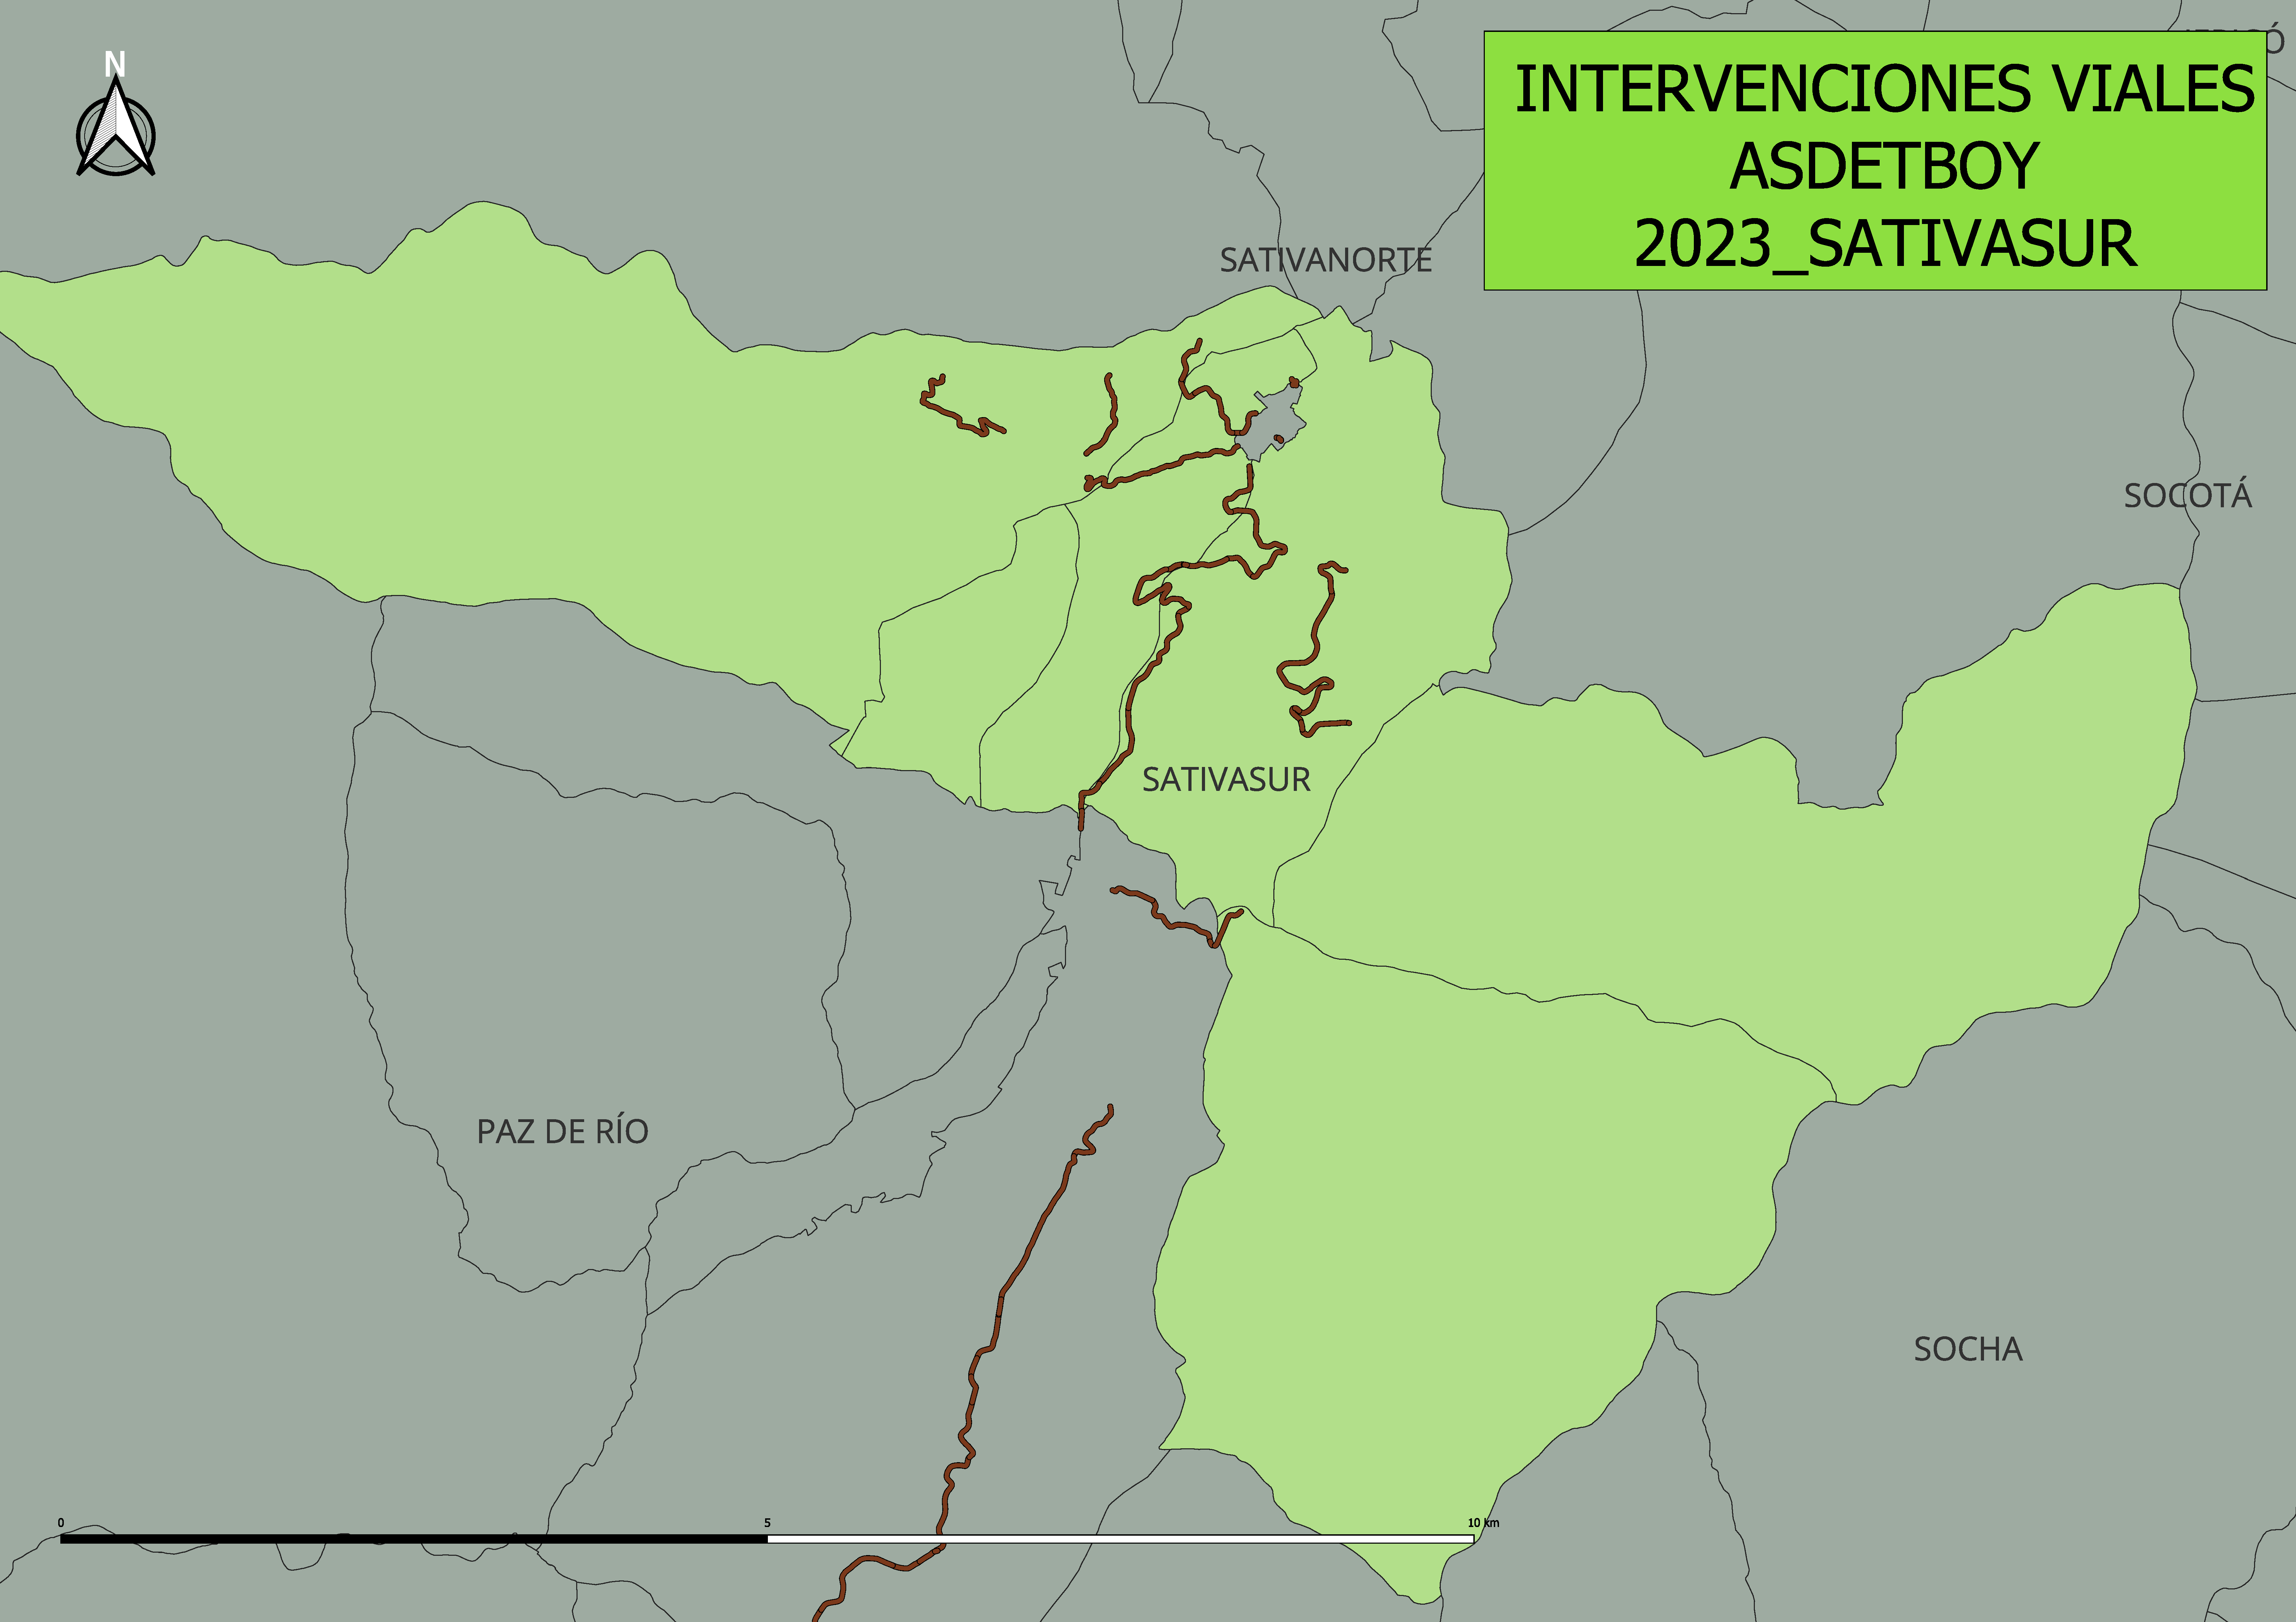 N
INTERVENCIONES VIALES
ASDETBOY
2023_SATIVASUR
SATIVANORTE
SOCOTÁ
SATIVASUR
PAZ DE RÍO
SOCHA
0
5
10 km